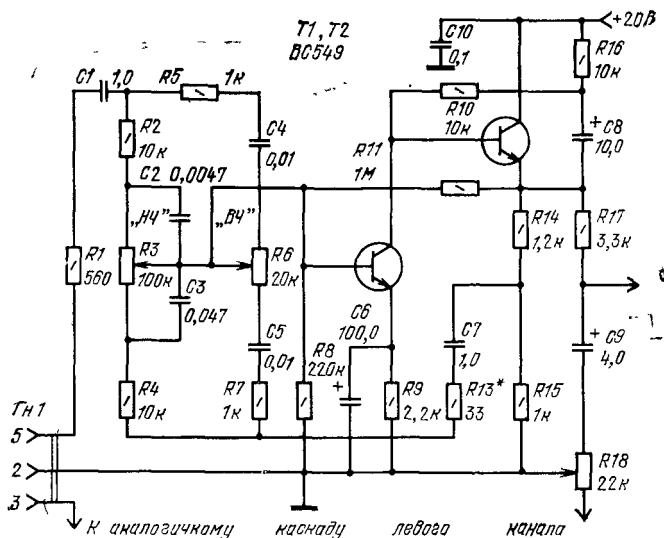 T1, T2
BC549
+20В
C10
0,1
R16
10к
C1
1,0
R5
1к
R10
10к
R2
10к
C4
0,01
+ C8
10,0
C2 0,0047
R11
1М
„НЧ"
„ВЧ"
R14
1,2к
R17
3,3к
R1
560
R3
100к
R6
20к
C3
0,047
C6
100,0
C7
1,0
+ C9
4,0
C5
0,01
R8
220к
+
R4
10к
R7
1к
R9
2,2к
R13*
33
R15
1к
Гн1
5
2
3
R18
22к
К аналогичному каскаду левого канала